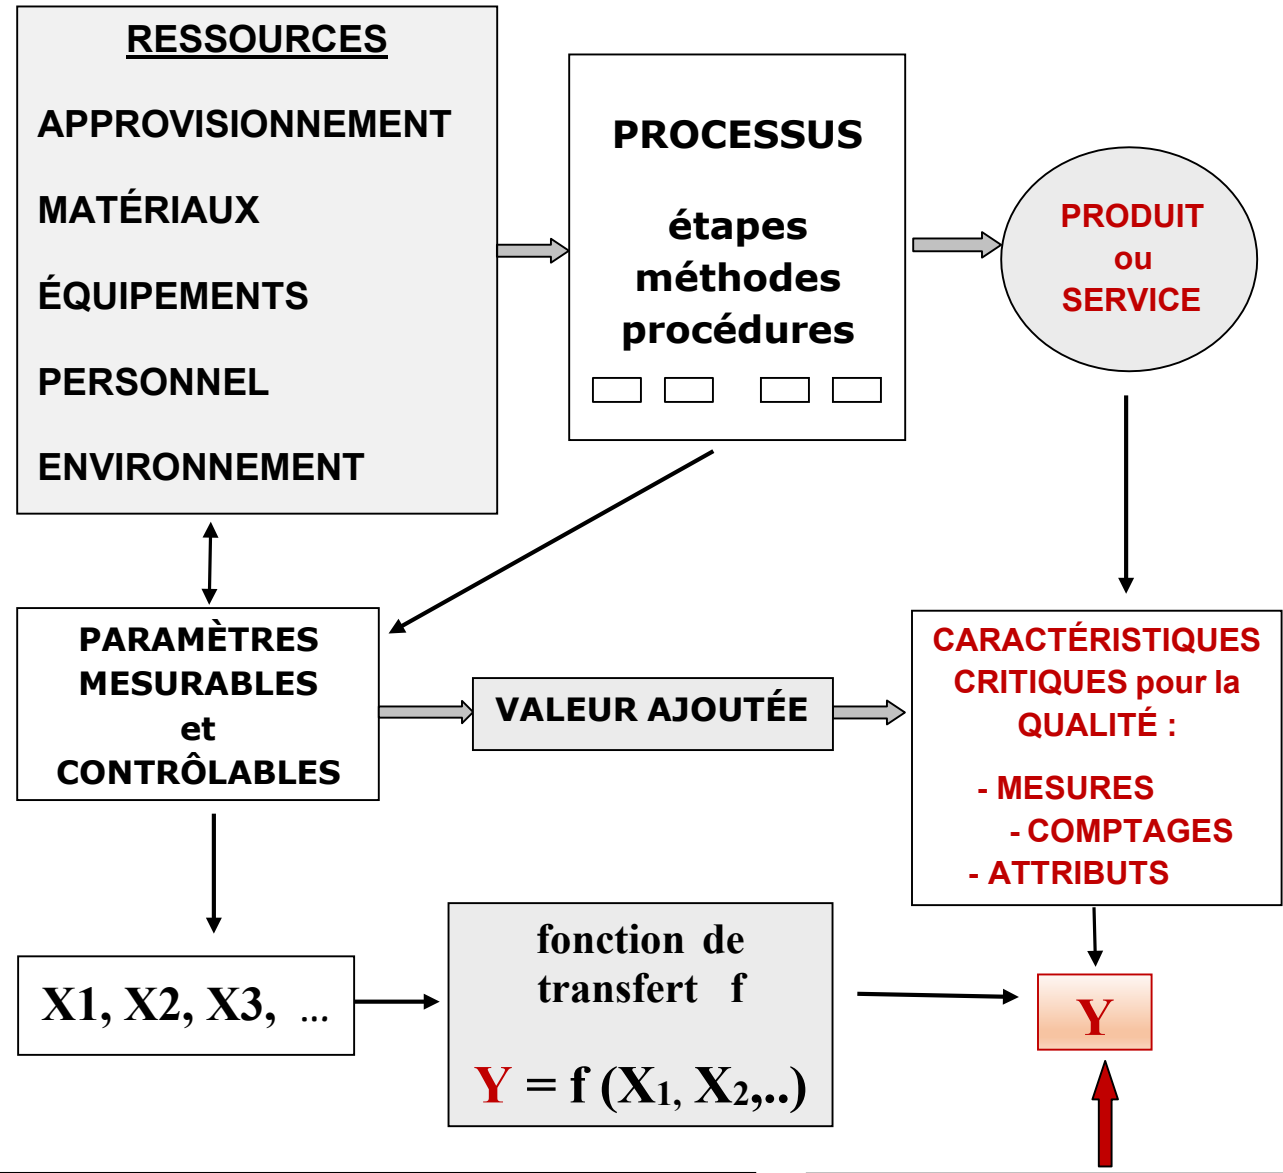 RESSOURCES
APPROVISIONNEMENT
MATÉRIAUX
ÉQUIPEMENTS
PERSONNEL
ENVIRONNEMENT
PROCESSUS
étapes
méthodes
procédures
PRODUIT
ou
SERVICE
PARAMÈTRES
MESURABLES
et
CONTRÔLABLES
VALEUR AJOUTÉE
CARACTÉRISTIQUES
CRITIQUES pour la
QUALITÉ :
- MESURES
- COMPTAGES
- ATTRIBUTS
X1, X2, X3, ...
fonction de
transfert f
Y = f (X1, X2,..)
Y